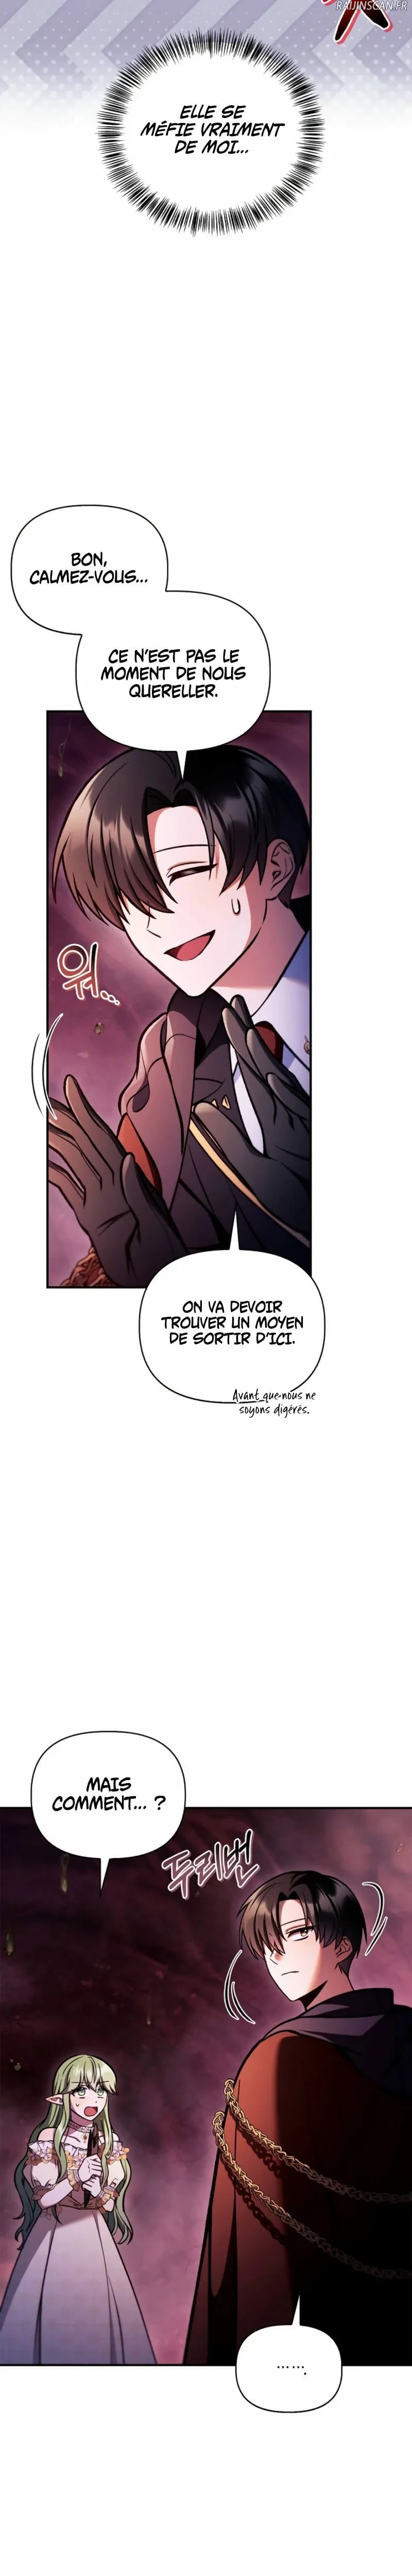 RAIJINSCAN.FR
ELLE SE
MÉFIE VRAIMENT
DE MOI...
BON,
CALMEZ-VOUS...
CE N'EST PAS LE
MOMENT DE NOUS
QUERELLER.
워...
ON VA DEVOIR
TROUVER UN MOYEN
DE SORTIR D'ICI.
Avant que nous ne
soyons digérés.
MAIS
COMMENT... ?
두리번
.......